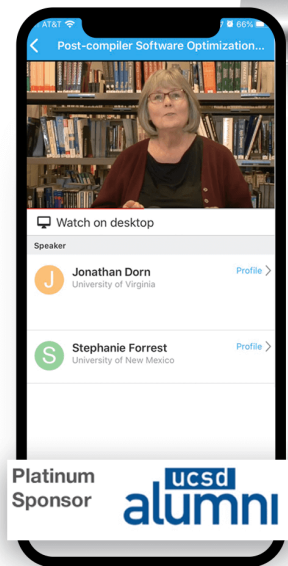 AT&T
66%
Post-compiler Software Optimization...
Watch on desktop
Speaker
J
Jonathan Dorn
University of Virginia
Profile
S
Stephanie Forrest
University of New Mexico
Profile
Platinum
Sponsor
ucsd
alumni